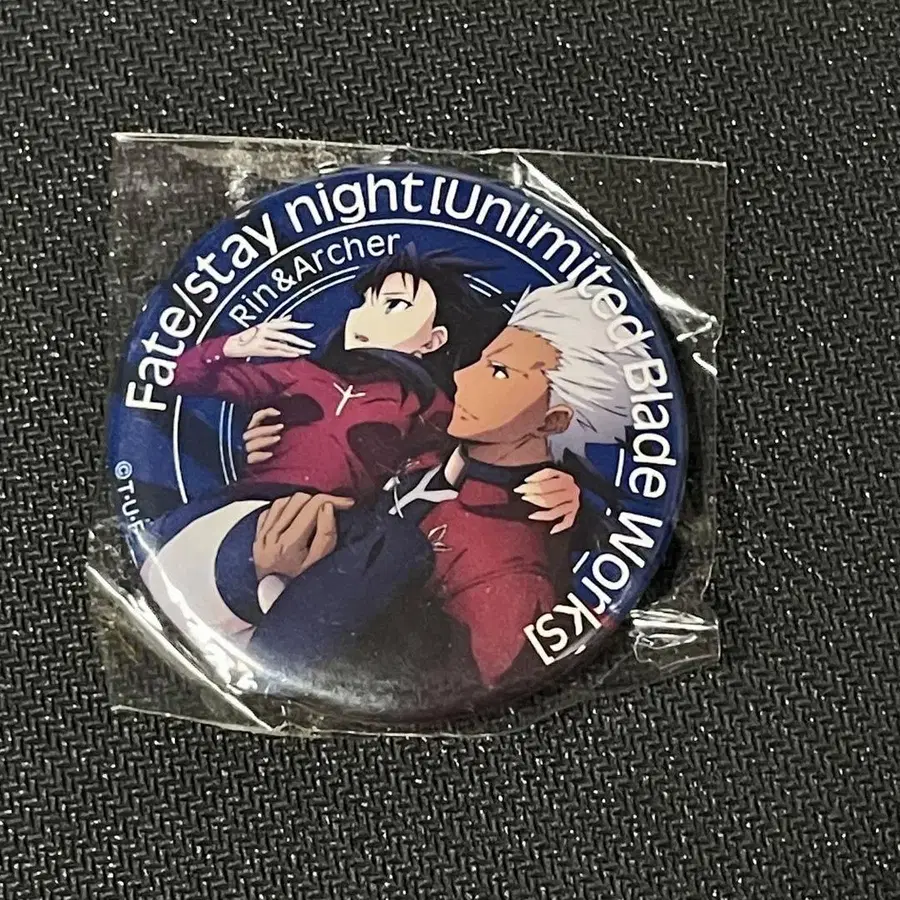 Fate/stay night [Unlimited Blade Works]
Rin&Archer
©T·U·F